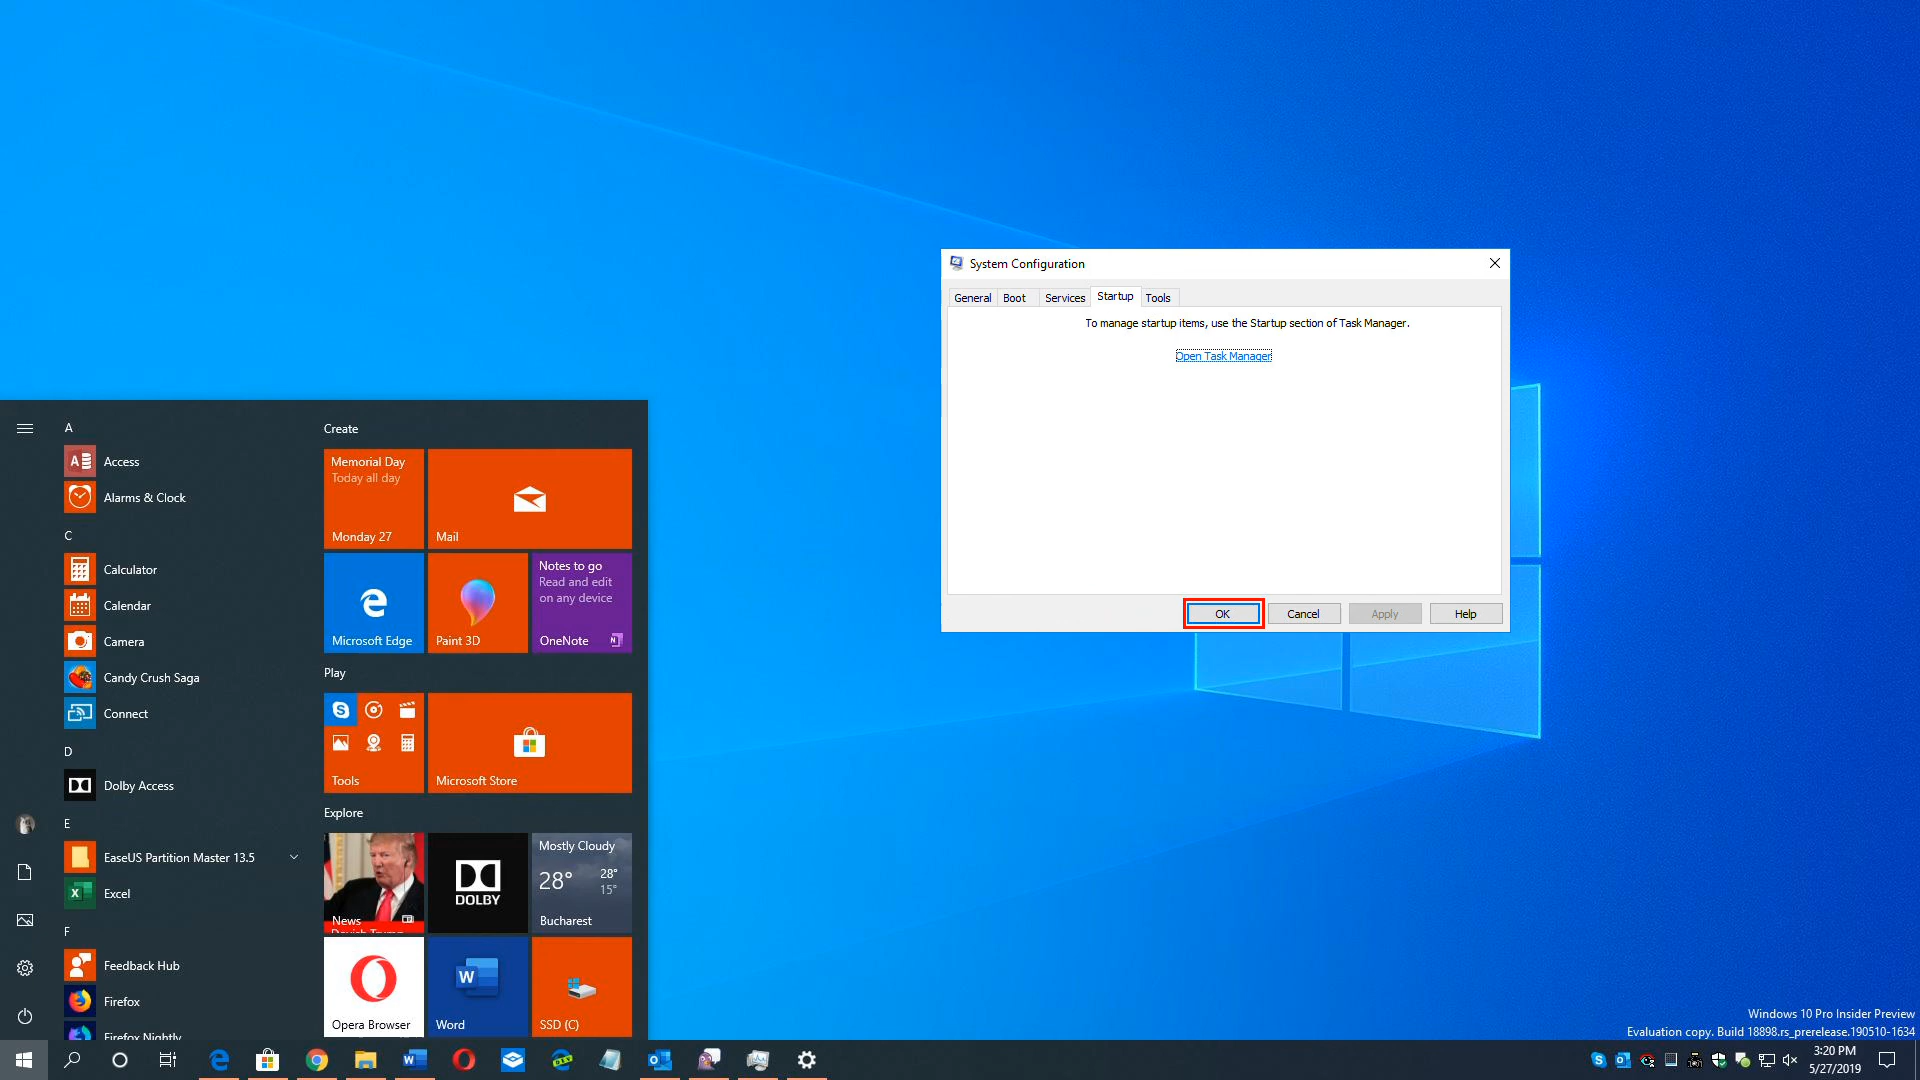 System Configuration
General Boot Services Startup Tools
To manage startup items, use the Startup section of Task Manager.
Open Task Manager
OK Cancel Apply Help
A
Access
Alarms & Clock
C
Calculator
Calendar
Camera
Candy Crush Saga
Connect
D
Dolby Access
E
EaseUS Partition Master 13.5
Excel
F
Feedback Hub
Firefox
Firefox Nightly
Create
Memorial Day
Today all day
Monday 27
Mail
Microsoft Edge
Paint 3D
Notes to go
Read and edit
on any device
OneNote
Play
Tools
Microsoft Store
Explore
News
DOLBY
Mostly Cloudy
28° 28°
15°
Bucharest
Opera Browser
Word
SSD (C)
Windows 10 Pro Insider Preview
Evaluation copy. Build 18898.rs_prerelease.190510-1634
3:20 PM
5/27/2019